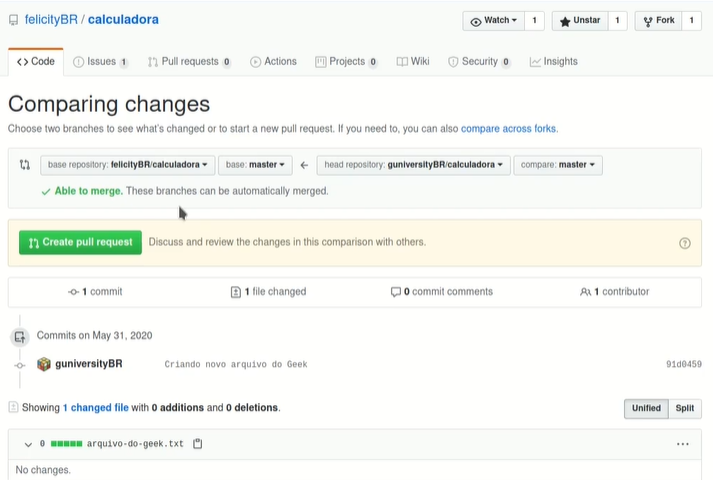 felicityBR / calculadora Watch 1 Unstar 1 Fork 1
Code Issues 1 Pull requests 0 Actions Projects 0 Wiki Security 0 Insights
Comparing changes
Choose two branches to see what's changed or to start a new pull request. If you need to, you can also compare across forks.
base repository: felicityBR/calculadora base: master ← head repository: guniversityBR/calculadora compare: master
Able to merge. These branches can be automatically merged.
Create pull request Discuss and review the changes in this comparison with others.
1 commit 1 file changed 0 commit comments 1 contributor
Commits on May 31, 2020
guniversityBR Criando novo arquivo do Geek 91d0459
Showing 1 changed file with 0 additions and 0 deletions. Unified Split
0 arquivo-do-geek.txt ...
No changes.